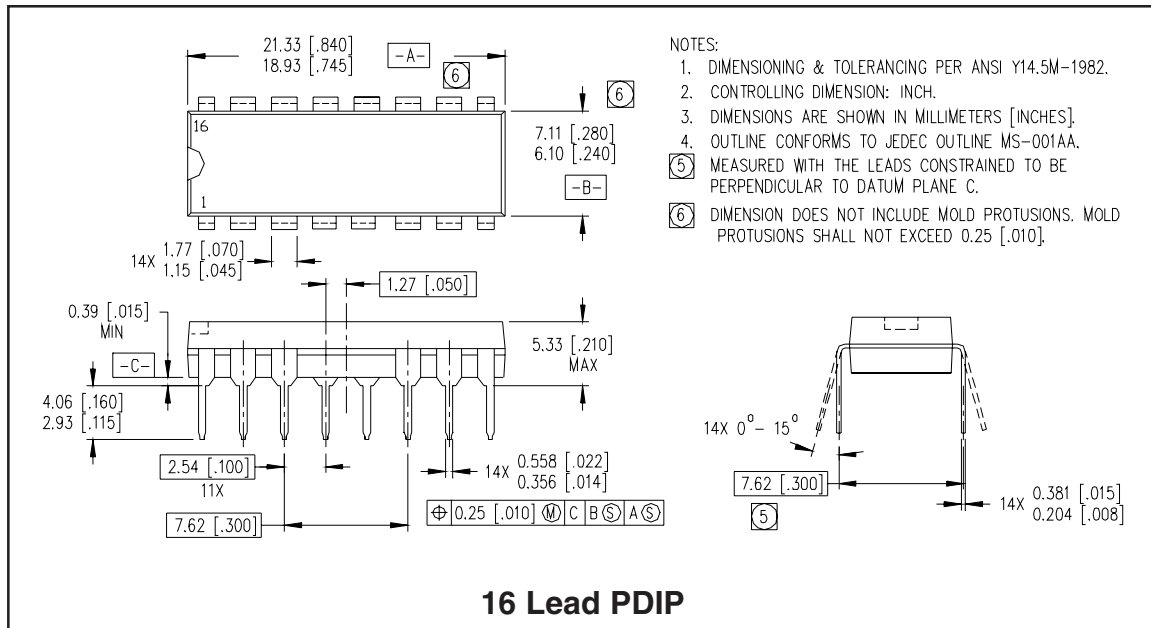 21.33 [.840]
18.93 [.745]
-A-
6
6
16
1
7.11 [.280]
6.10 [.240]
-B-
NOTES:
1. DIMENSIONING & TOLERANCING PER ANSI Y14.5M-1982.
2. CONTROLLING DIMENSION: INCH.
3. DIMENSIONS ARE SHOWN IN MILLIMETERS [INCHES].
4. OUTLINE CONFORMS TO JEDEC OUTLINE MS-001AA.
5 MEASURED WITH THE LEADS CONSTRAINED TO BE
PERPENDICULAR TO DATUM PLANE C.
6 DIMENSION DOES NOT INCLUDE MOLD PROTUSIONS. MOLD
PROTUSIONS SHALL NOT EXCEED 0.25 [.010].
14X 1.77 [.070]
1.15 [.045]
1.27 [.050]
0.39 [.015]
MIN
-C-
5.33 [.210]
MAX
4.06 [.160]
2.93 [.115]
2.54 [.100]
11X
14X 0.558 [.022]
0.356 [.014]
7.62 [.300]
⌖ 0.25 [.010] Ⓜ C B Ⓢ A Ⓢ
14X 0° - 15°
7.62 [.300]
5
14X 0.381 [.015]
0.204 [.008]
16 Lead PDIP